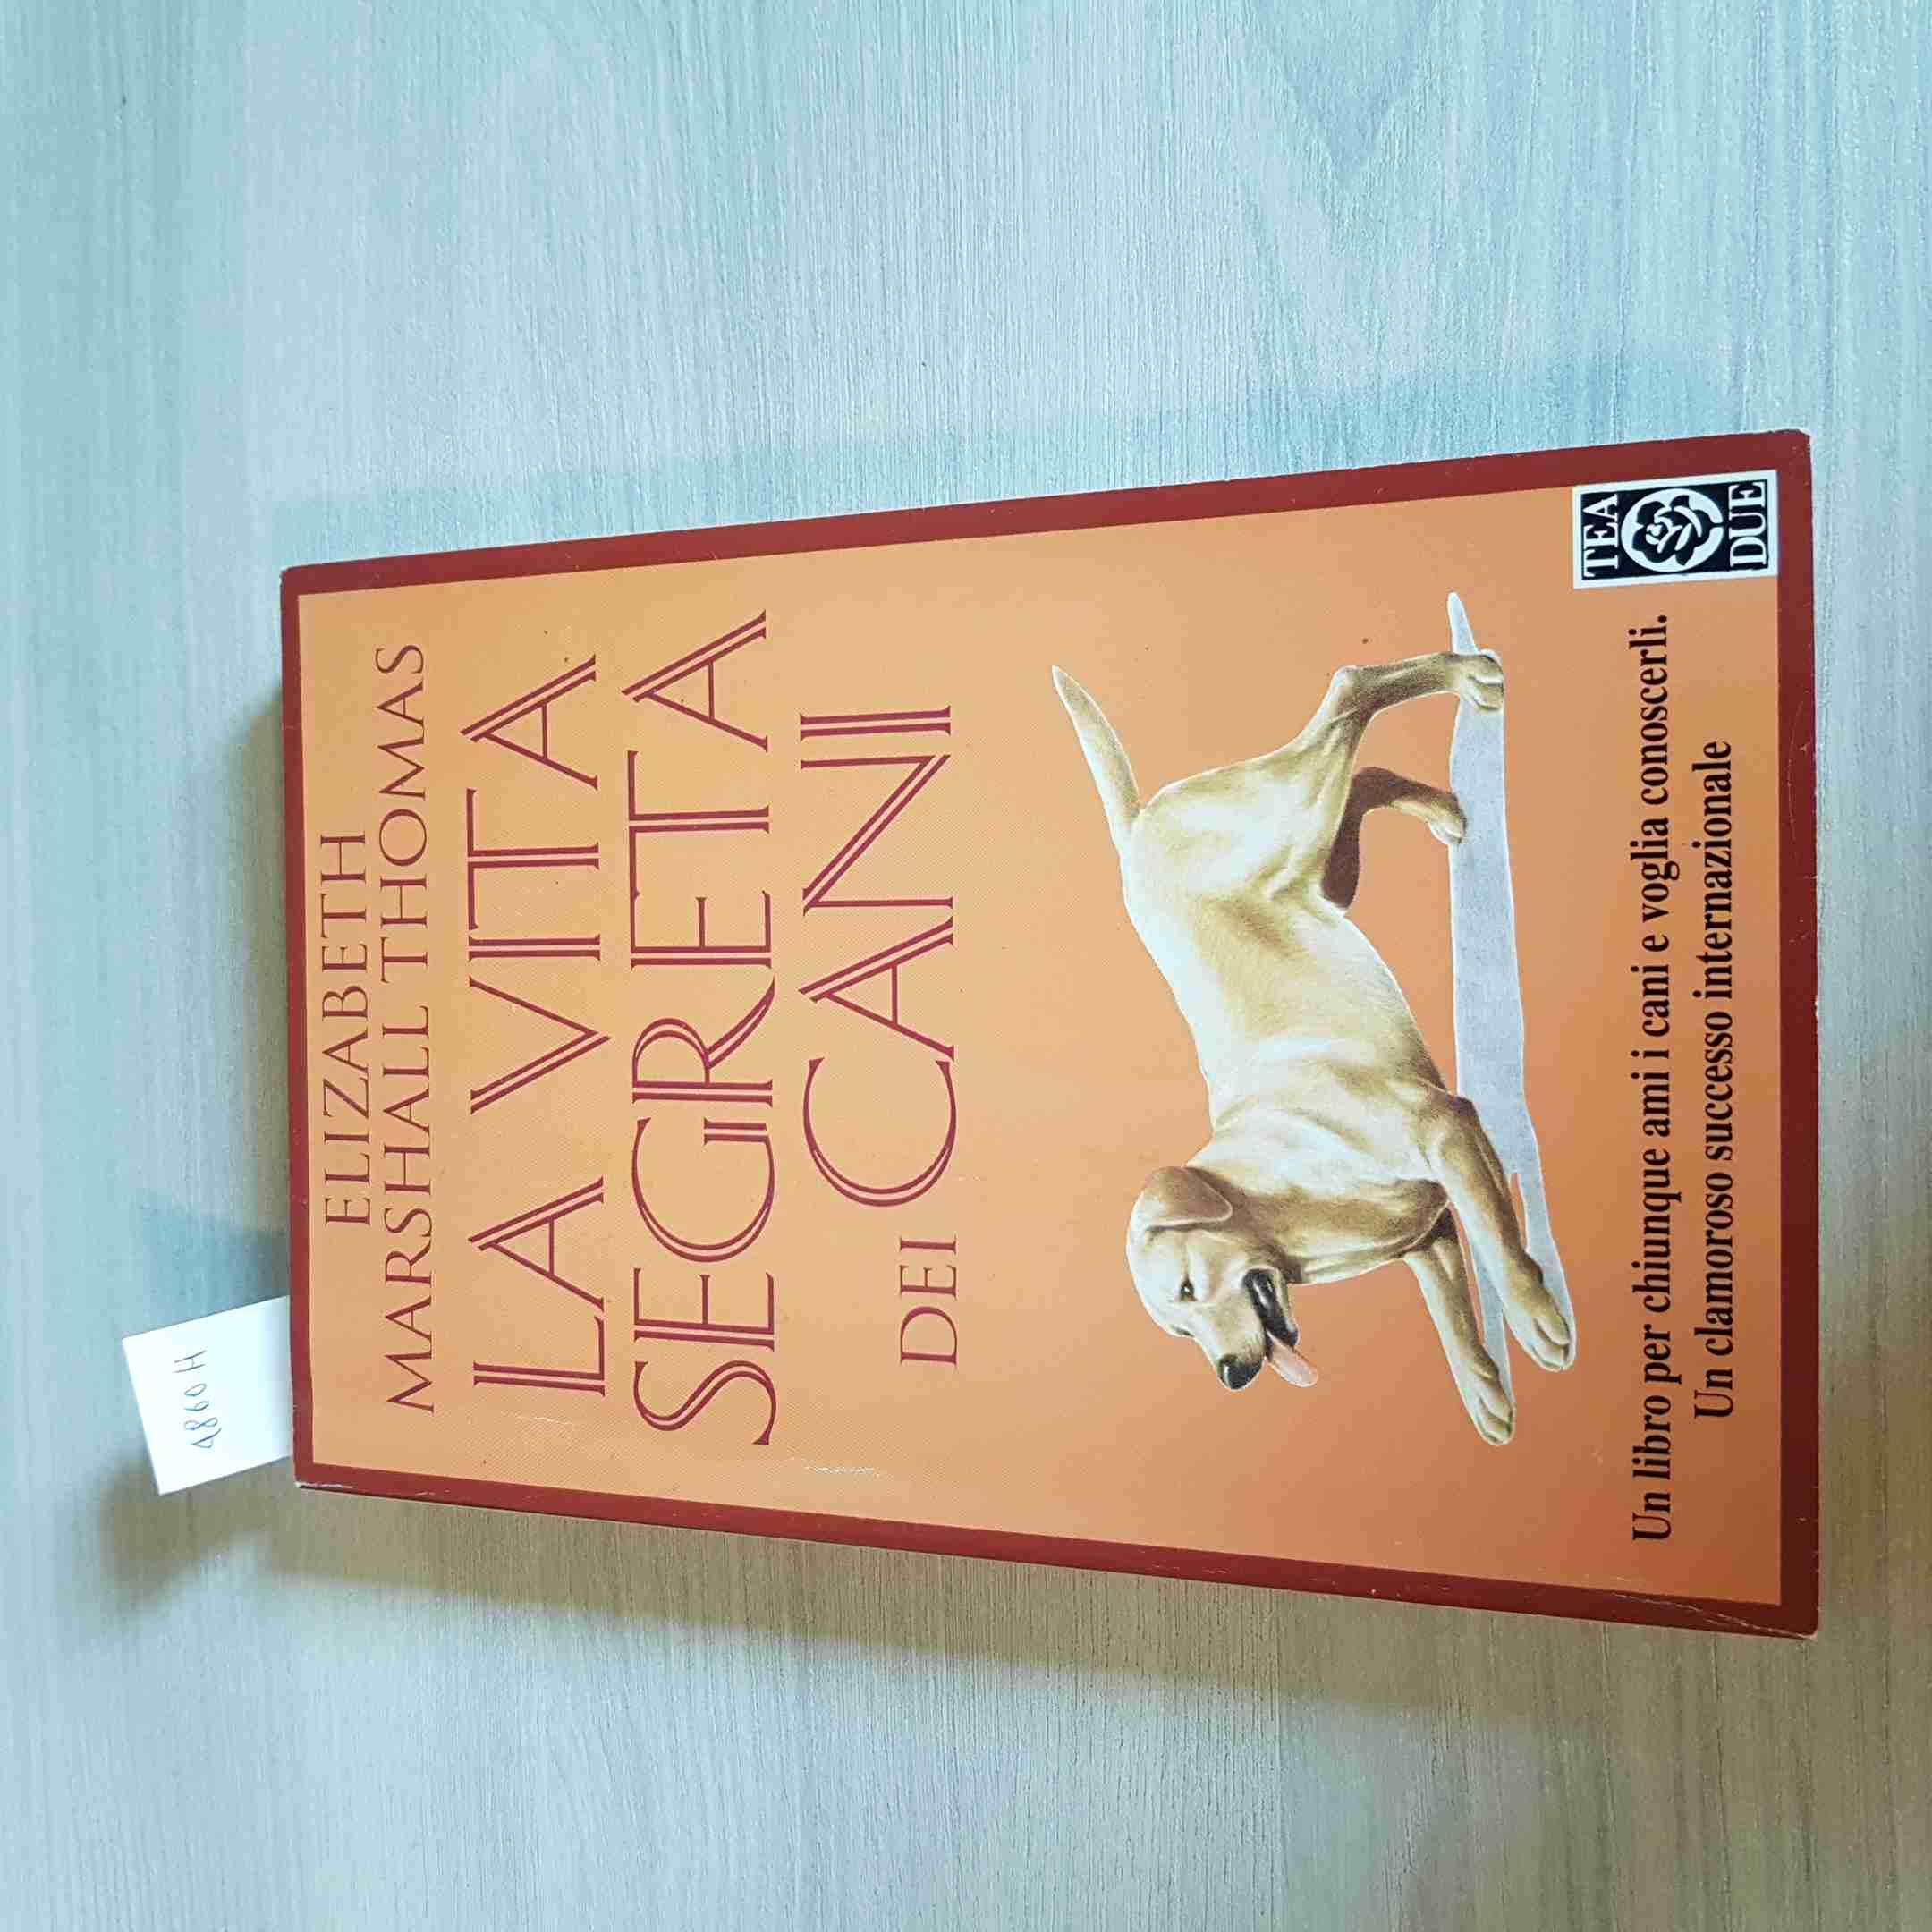 4860H
ELIZABETH
MARSHALL THOMAS
LA VITA
SEGRETA
DEI CANI
Un libro per chiunque ami i cani e voglia conoscerli.
Un clamoroso successo internazionale
TEA
DUE